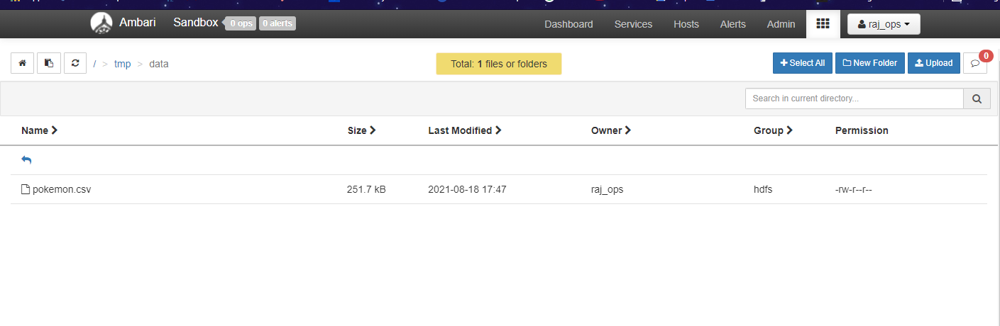 Ambari Sandbox 0 ops 0 alerts Dashboard Services Hosts Alerts Admin raj_ops
/ > tmp > data Total: 1 files or folders Select All New Folder Upload 0
Search in current directory...
Name Size Last Modified Owner Group Permission
pokemon.csv 251.7 kB 2021-08-18 17:47 raj_ops hdfs -rw-r--r--